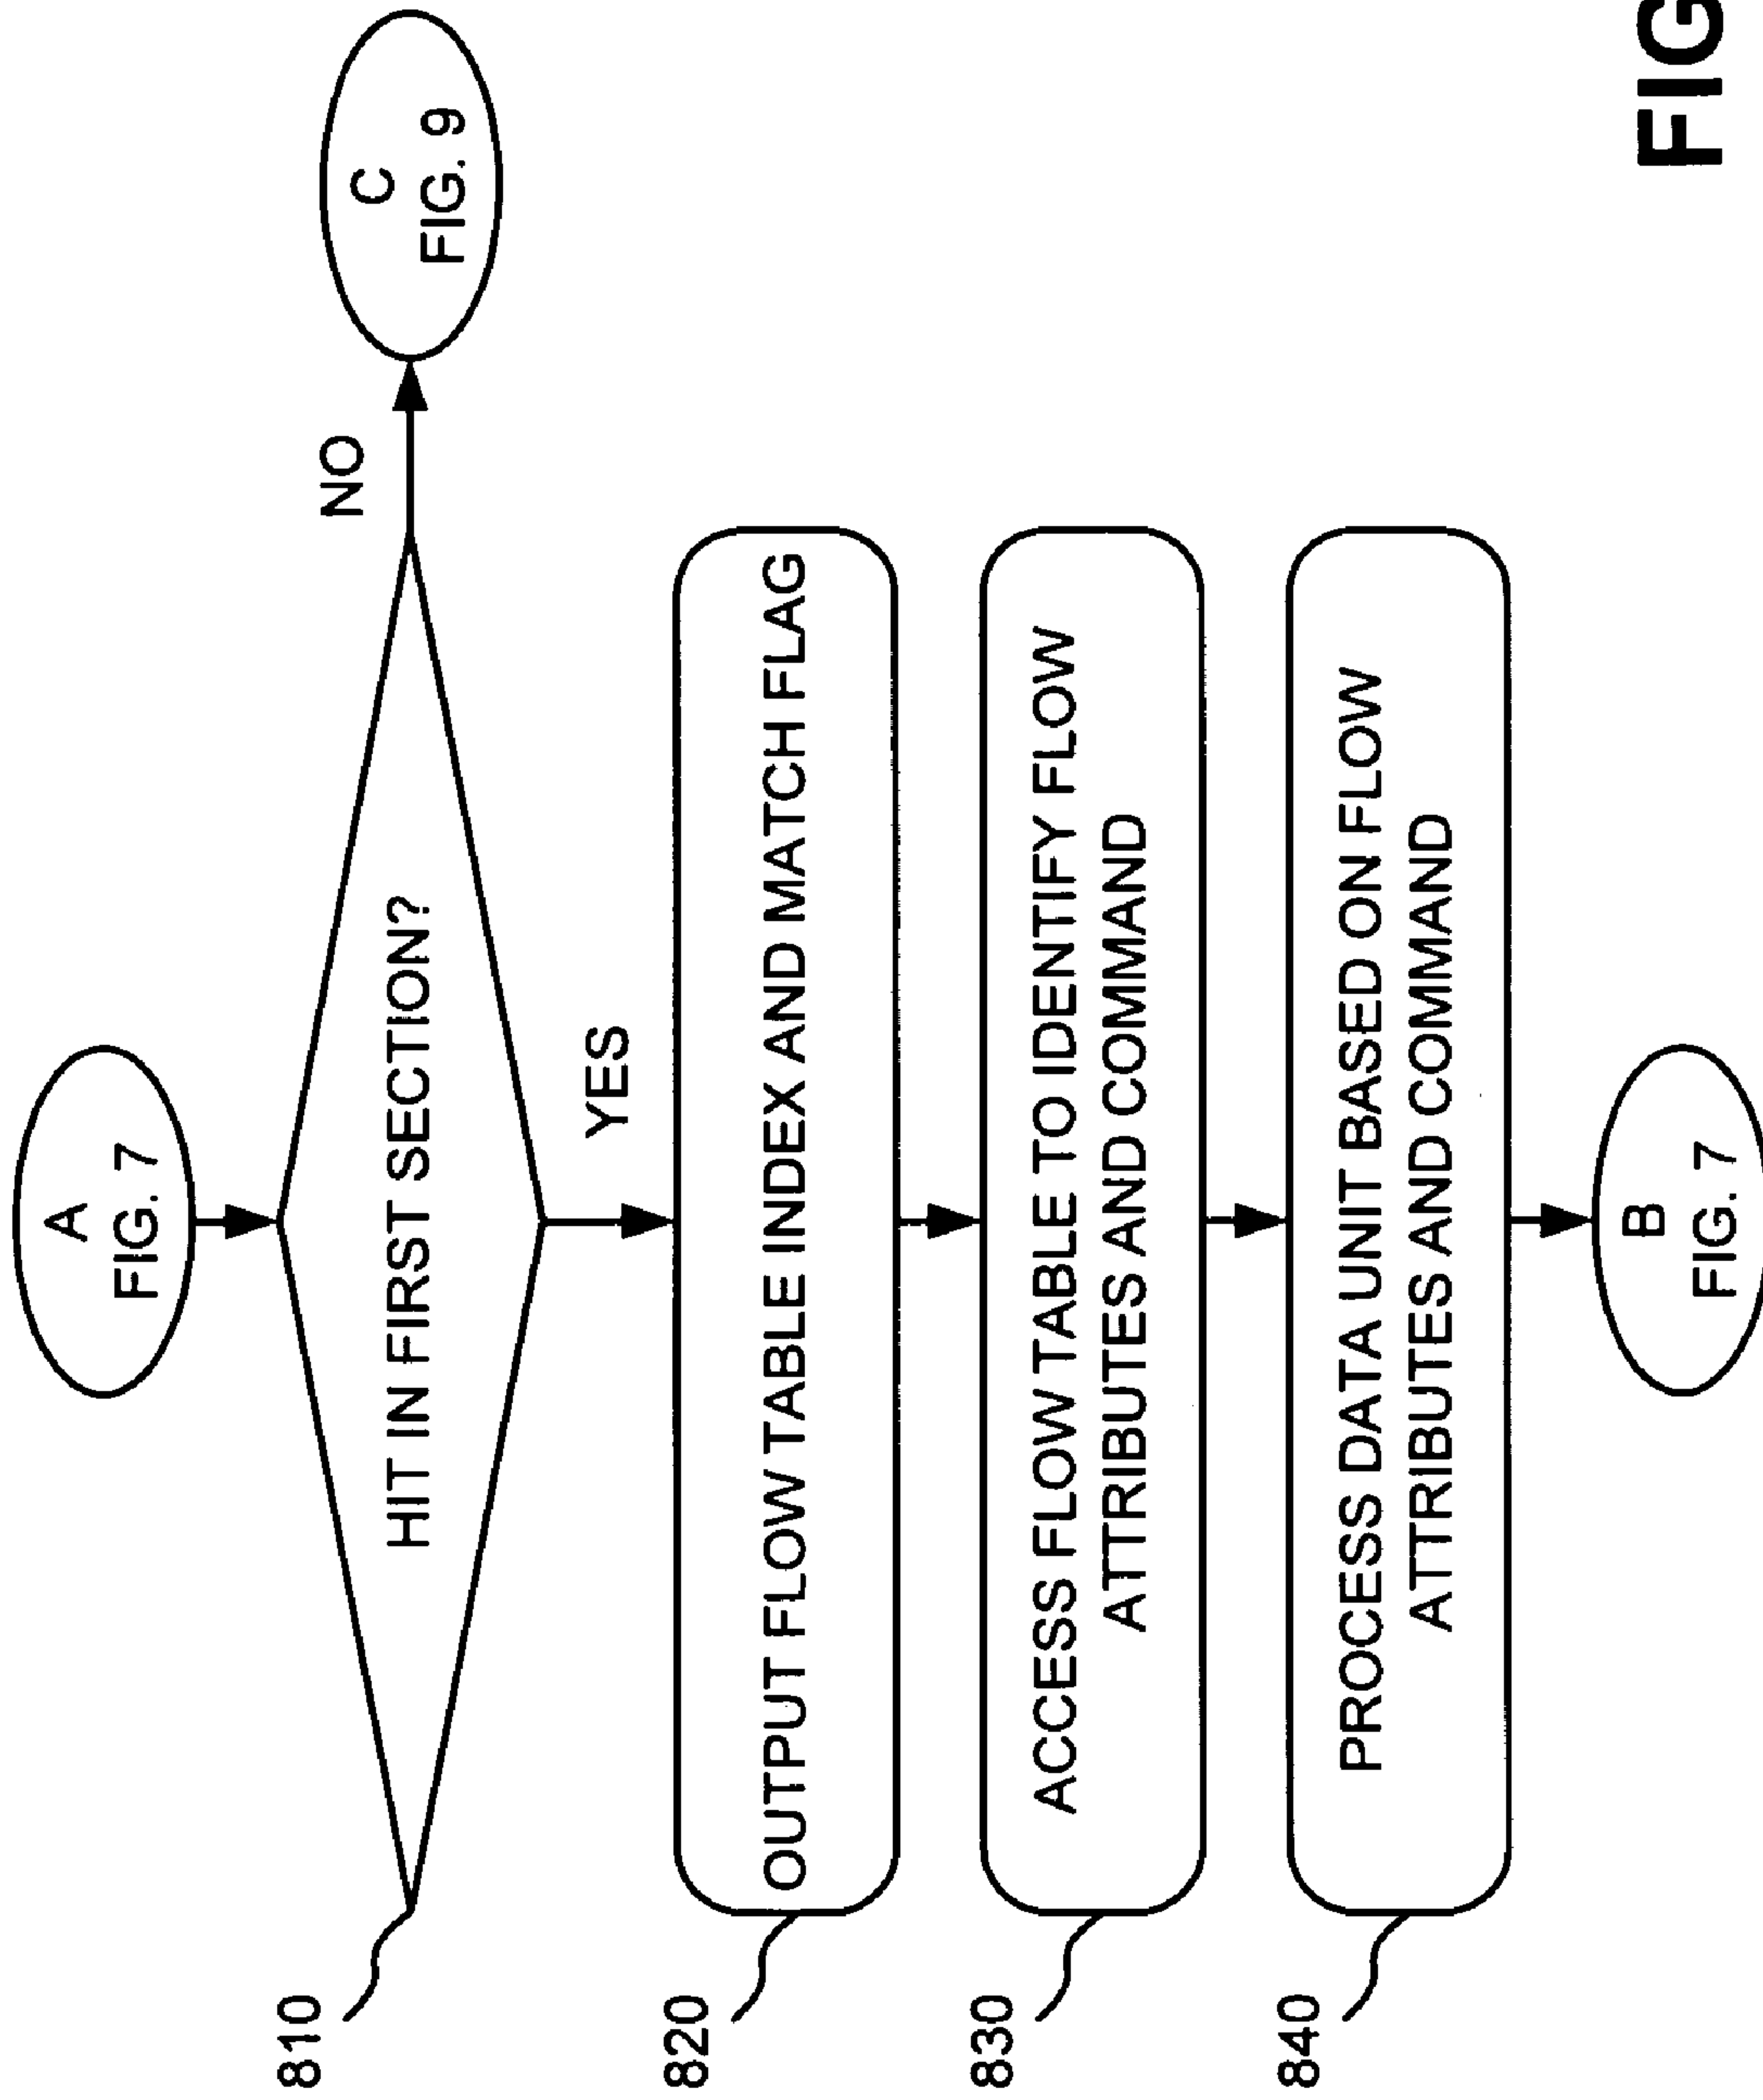 A
FIG. 7
810
HIT IN FIRST SECTION?
NO
C
FIG. 9
YES
820
OUTPUT FLOW TABLE INDEX AND MATCH FLAG
830
ACCESS FLOW TABLE TO IDENTIFY FLOW
ATTRIBUTES AND COMMAND
840
PROCESS DATA UNIT BASED ON FLOW
ATTRIBUTES AND COMMAND
B
FIG. 7
FIG